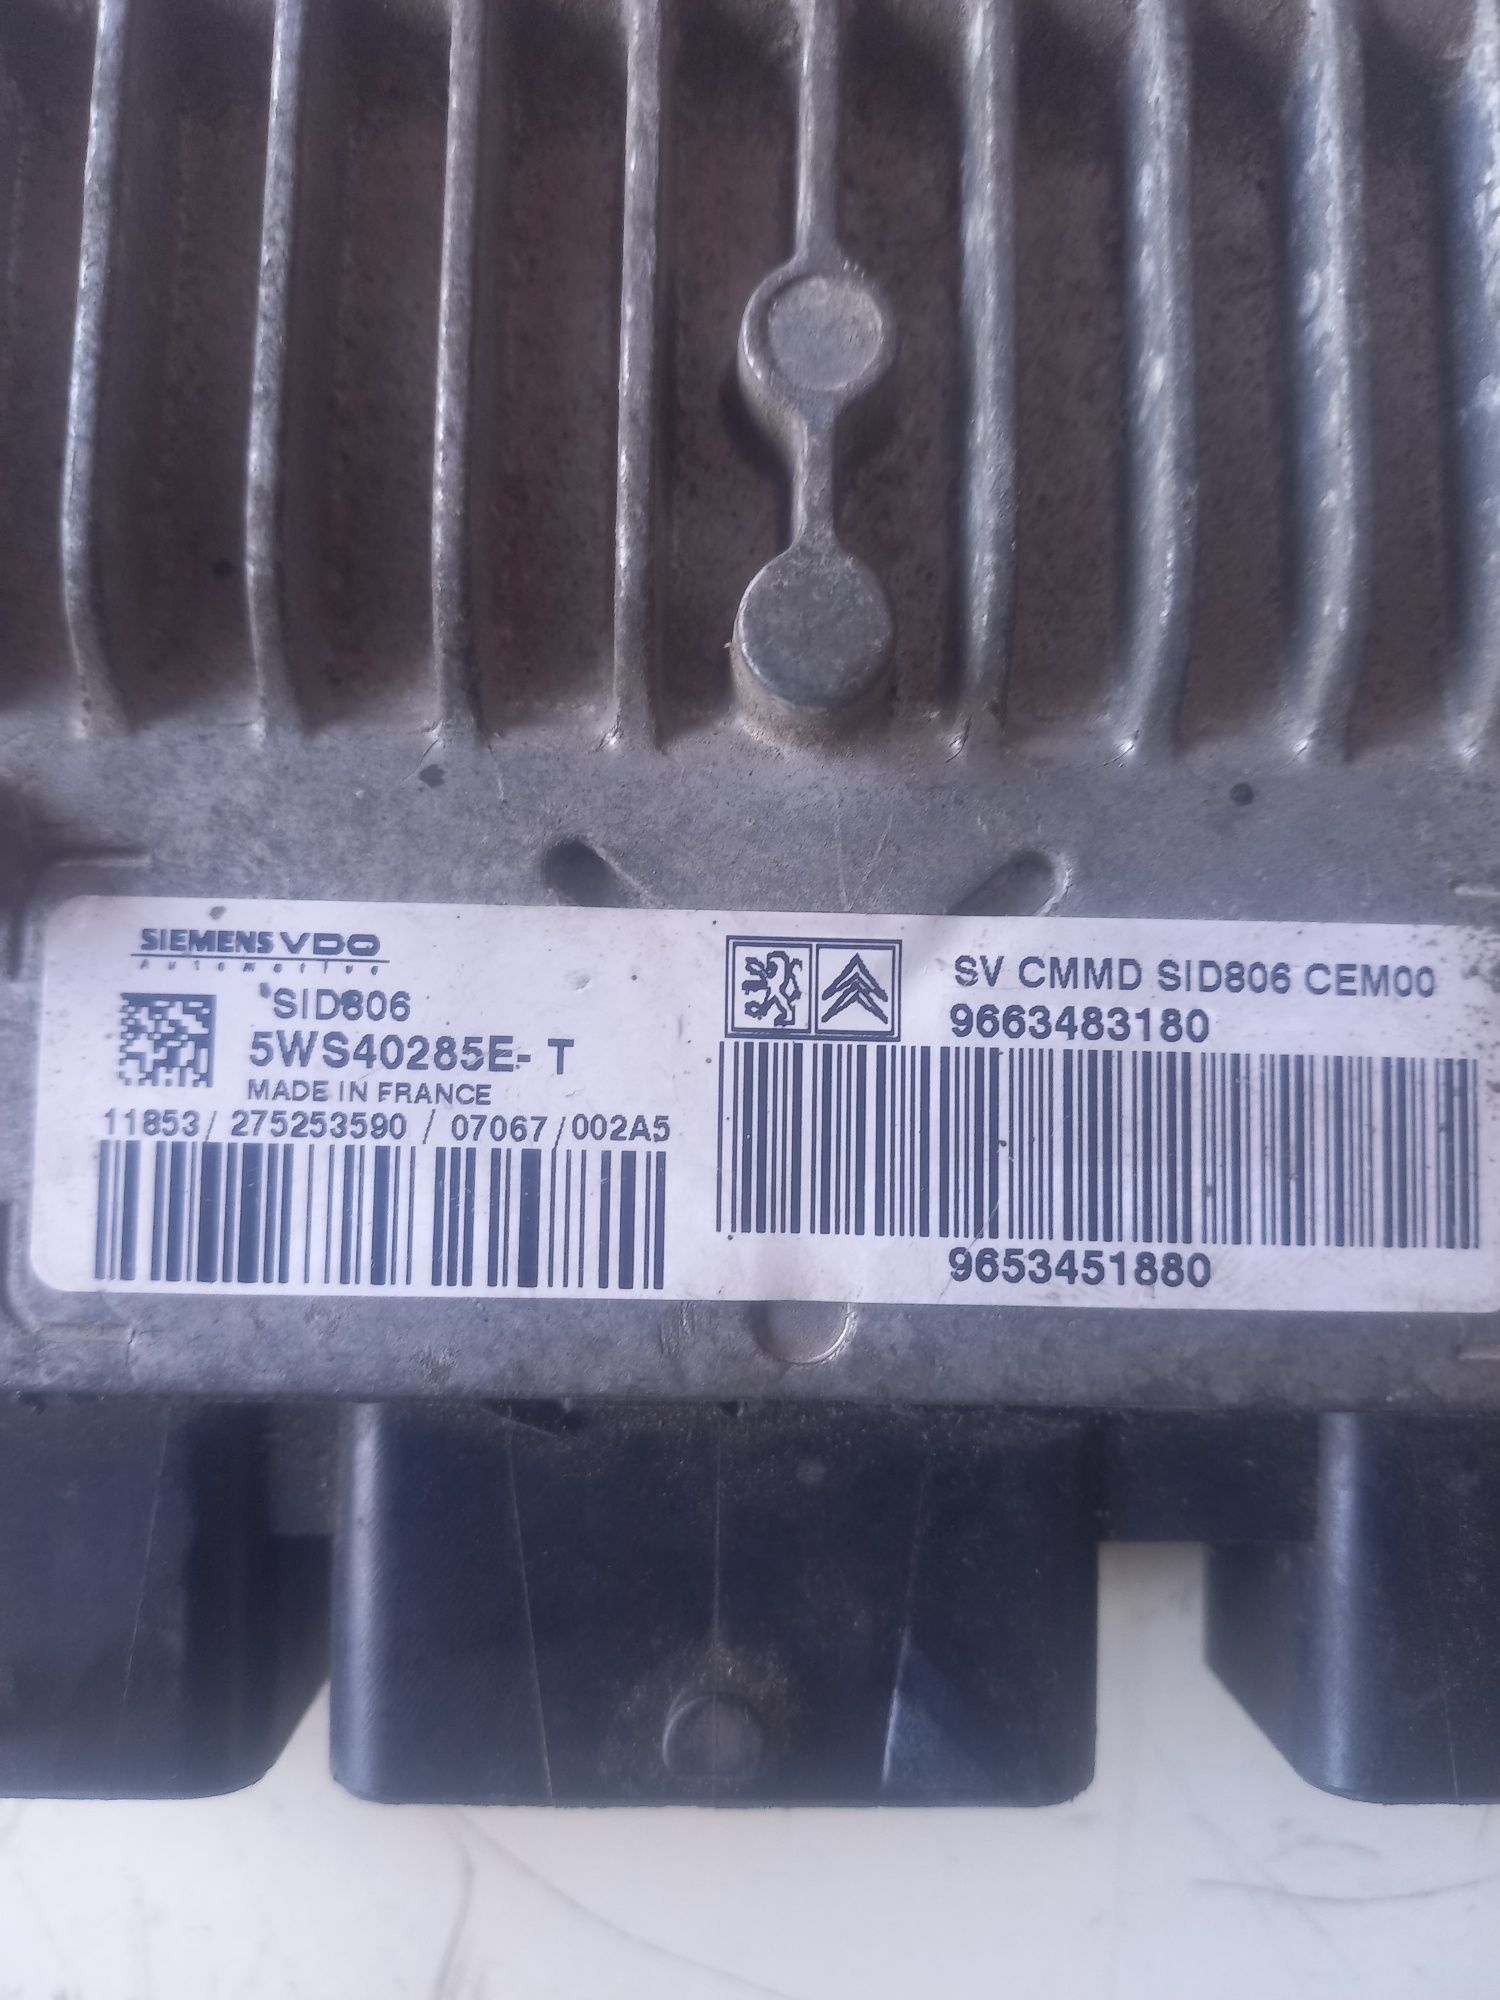 SIEMENS VDO
Automotive
SID806
5WS40285E-T
MADE IN FRANCE
11853/275253590/07067/002A5
SV CMMD SID806 CEM00
9663483180
9653451880